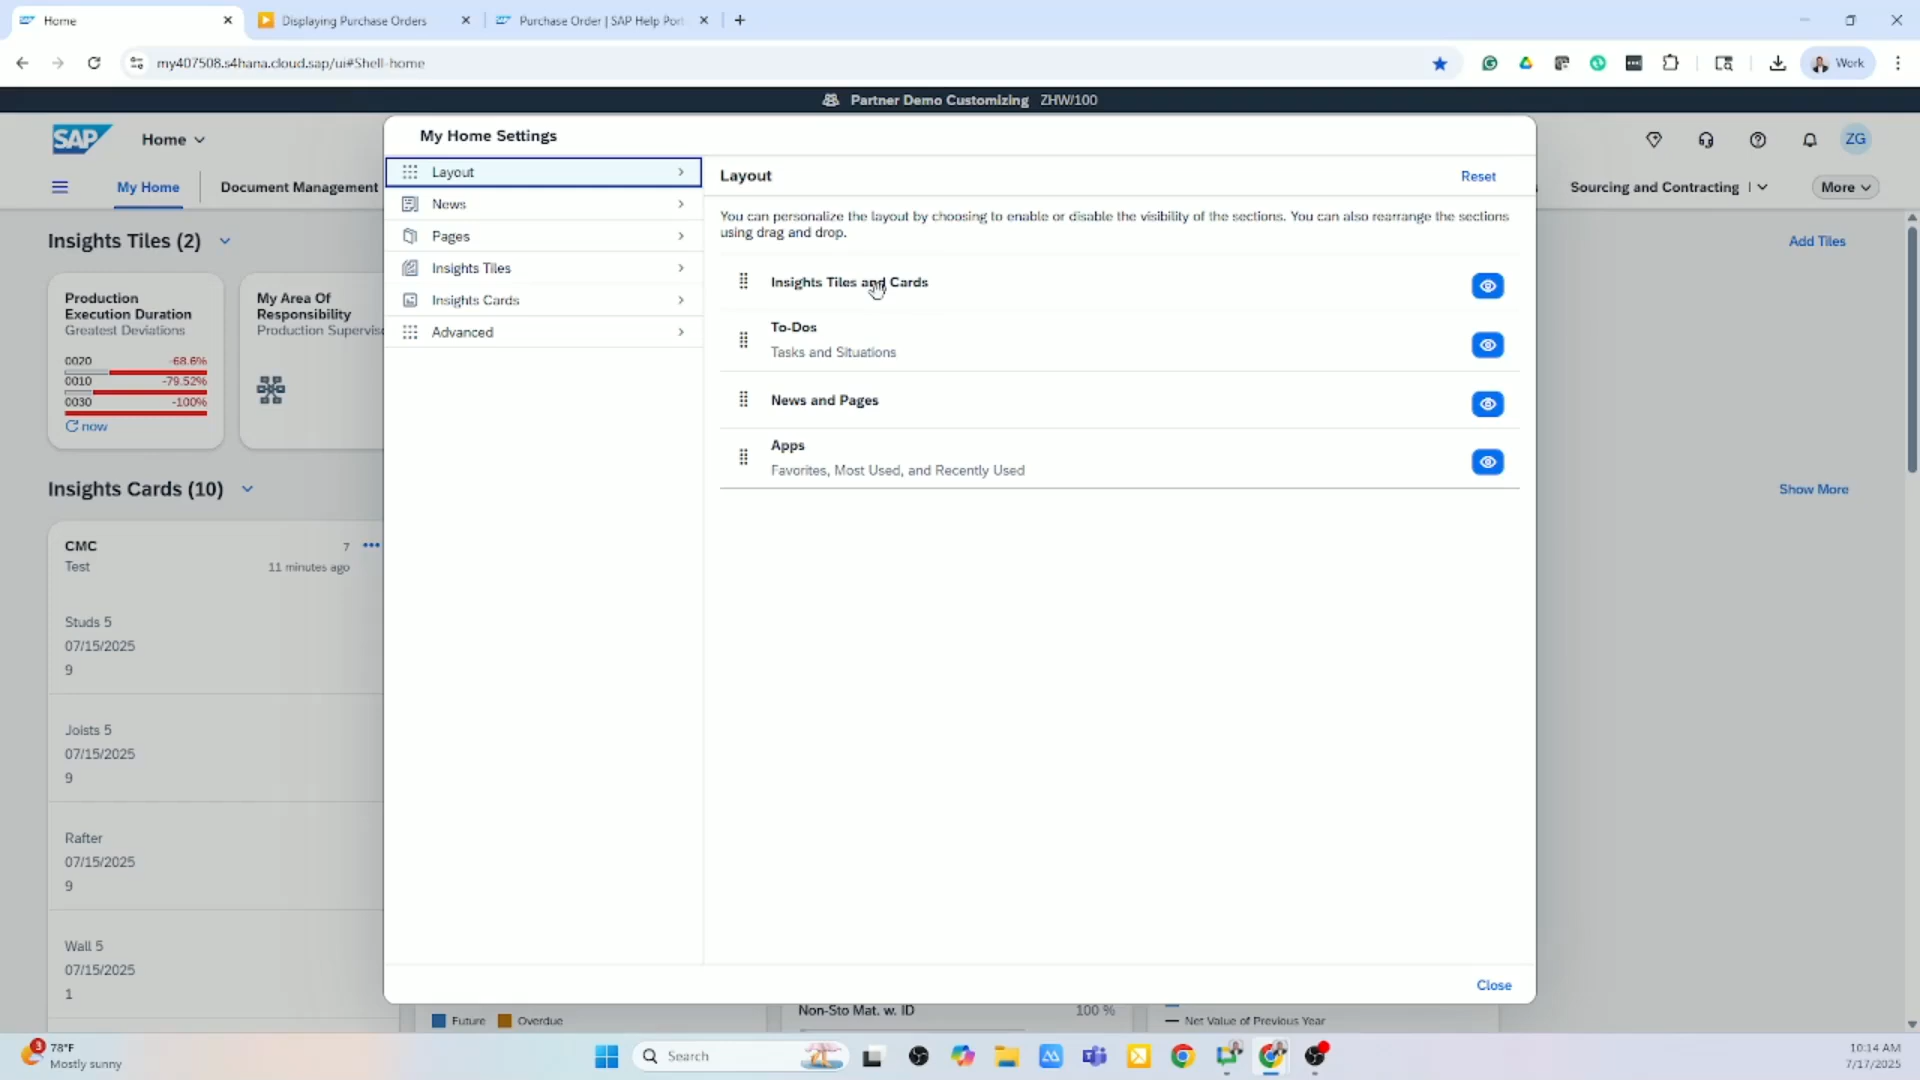 Home
Displaying Purchase Orders
Purchase Order | SAP Help Port
my407508.s4hana.cloud.sap/ui#Shell-home
Work
Partner Demo Customizing ZHW/100
SAP
Home
ZG
My Home
Document Management
Sourcing and Contracting
More
My Home Settings
Layout
News
Pages
Insights Tiles
Insights Cards
Advanced
Layout
Reset
You can personalize the layout by choosing to enable or disable the visibility of the sections. You can also rearrange the sections
using drag and drop.
Insights Tiles and Cards
To-Dos
Tasks and Situations
News and Pages
Apps
Favorites, Most Used, and Recently Used
Close
Insights Tiles (2)
Add Tiles
Production
Execution Duration
Greatest Deviations
0020 -68.6%
0010 -79.52%
0030 -100%
now
My Area Of
Responsibility
Production Superviso
Insights Cards (10)
Show More
CMC
7
Test
11 minutes ago
Studs 5
07/15/2025
9
Joists 5
07/15/2025
9
Rafter
07/15/2025
9
Wall 5
07/15/2025
1
Future
Overdue
Non-Sto Mat. w. ID
100 %
Net Value of Previous Year
3
78°F
Mostly sunny
Search
10:14 AM
7/17/2025